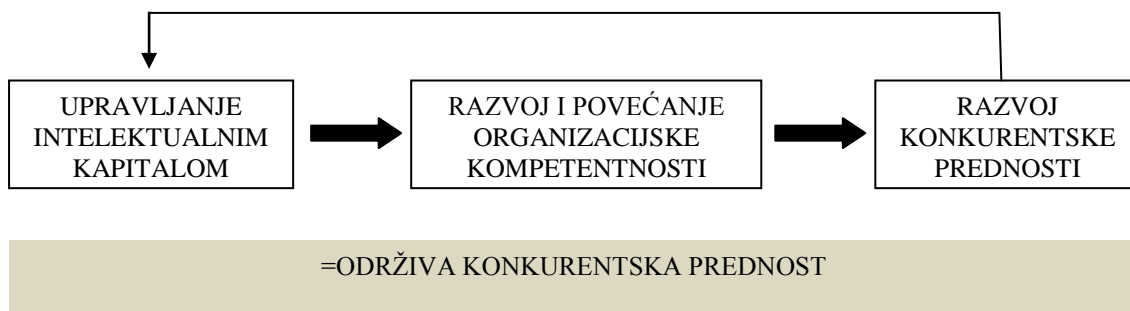 UPRAVLJANJE
INTELEKTUALNIM
KAPITALOM
RAZVOJ I POVEĆANJE
ORGANIZACIJSKE
KOMPETENTNOSTI
RAZVOJ
KONKURENTSKE
PREDNOSTI
=ODRŽIVA KONKURENTSKA PREDNOST